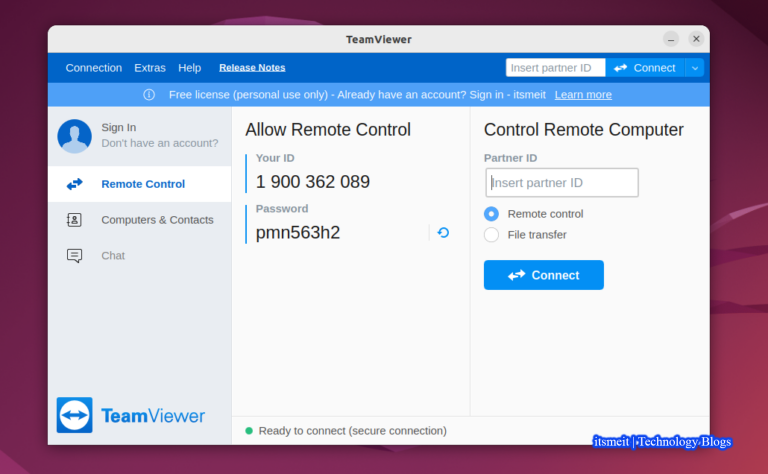 TeamViewer
Connection Extras Help Release Notes Insert partner ID Connect
Free license (personal use only) - Already have an account? Sign in - itsmeit Learn more
Sign In
Don't have an account?
Remote Control
Computers & Contacts
Chat
TeamViewer
Allow Remote Control
Your ID
1 900 362 089
Password
pmn563h2
Control Remote Computer
Partner ID
Insert partner ID
Remote control
File transfer
Connect
Ready to connect (secure connection)
itsmeit | Technology Blogs